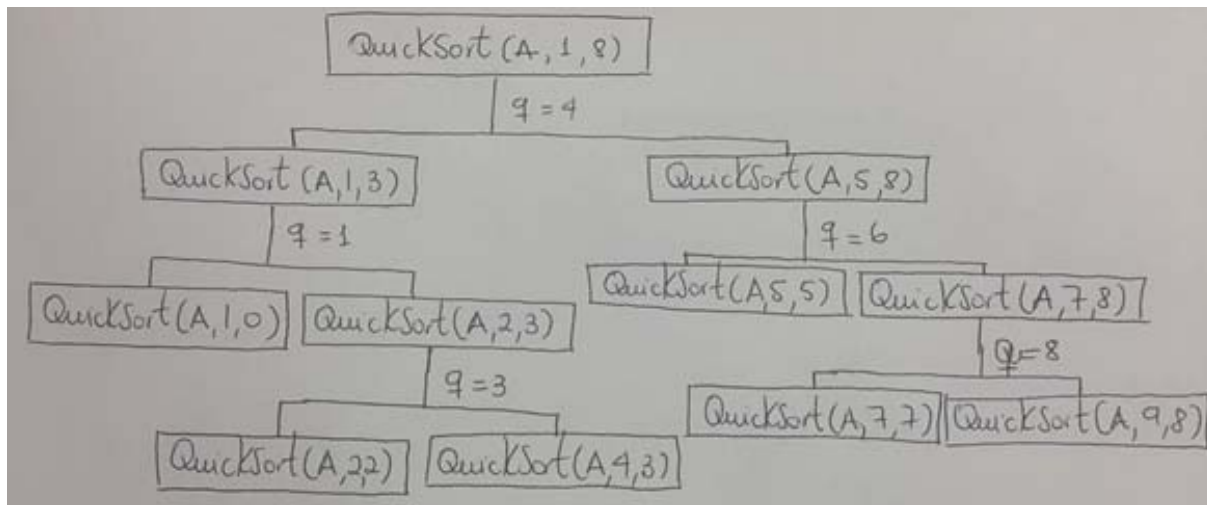 QuickSort (A, 1, 8)
q = 4
QuickSort (A,1,3)
QuickSort (A,5,8)
q = 1
q = 6
QuickSort (A,1,0)
QuickSort (A,2,3)
QuickSort (A,5,5)
QuickSort (A,7,8)
q = 3
q = 8
QuickSort (A,2,2)
QuickSort (A,4,3)
QuickSort (A,7,7)
QuickSort (A,9,8)